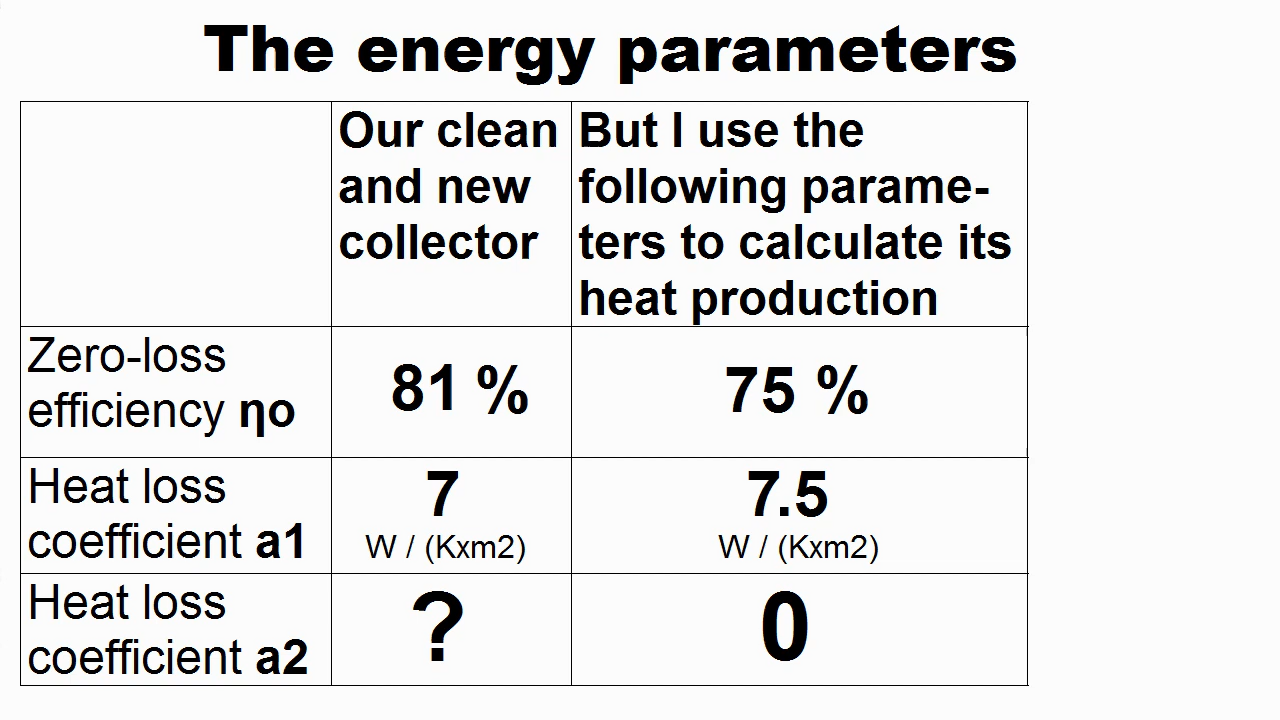 The energy parameters
Our clean
and new
collector
But I use the
following parame-
ters to calculate its
heat production
Zero-loss
efficiency ηo
81 %
75 %
Heat loss
coefficient a1
7
W / (Kxm2)
7.5
W / (Kxm2)
Heat loss
coefficient a2
?
0